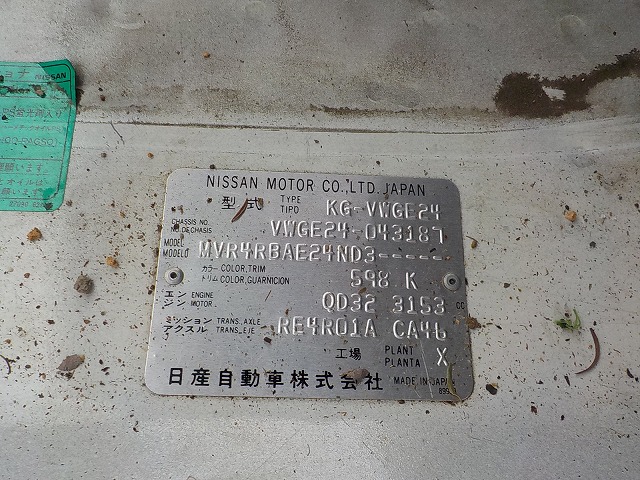 NISSAN
NISSAN MOTOR CO.,LTD. JAPAN
型式 TYPE TIPO KG-VWGE24
CHASSIS NO. NO. DE CHASIS VWGE24-043187
MODEL MODELO MVR4RBAE24ND3------
カラー COLOR,TRIM
トリム COLOR,GUARNICION 598 K
エンジン ENGINE MOTOR QD32 3153 CC
ミッション TRANS., AXLE
アクスル TRANS., EJE RE4R01A CA46
工場 PLANT PLANTA X
日産自動車株式会社 MADE IN JAPAN